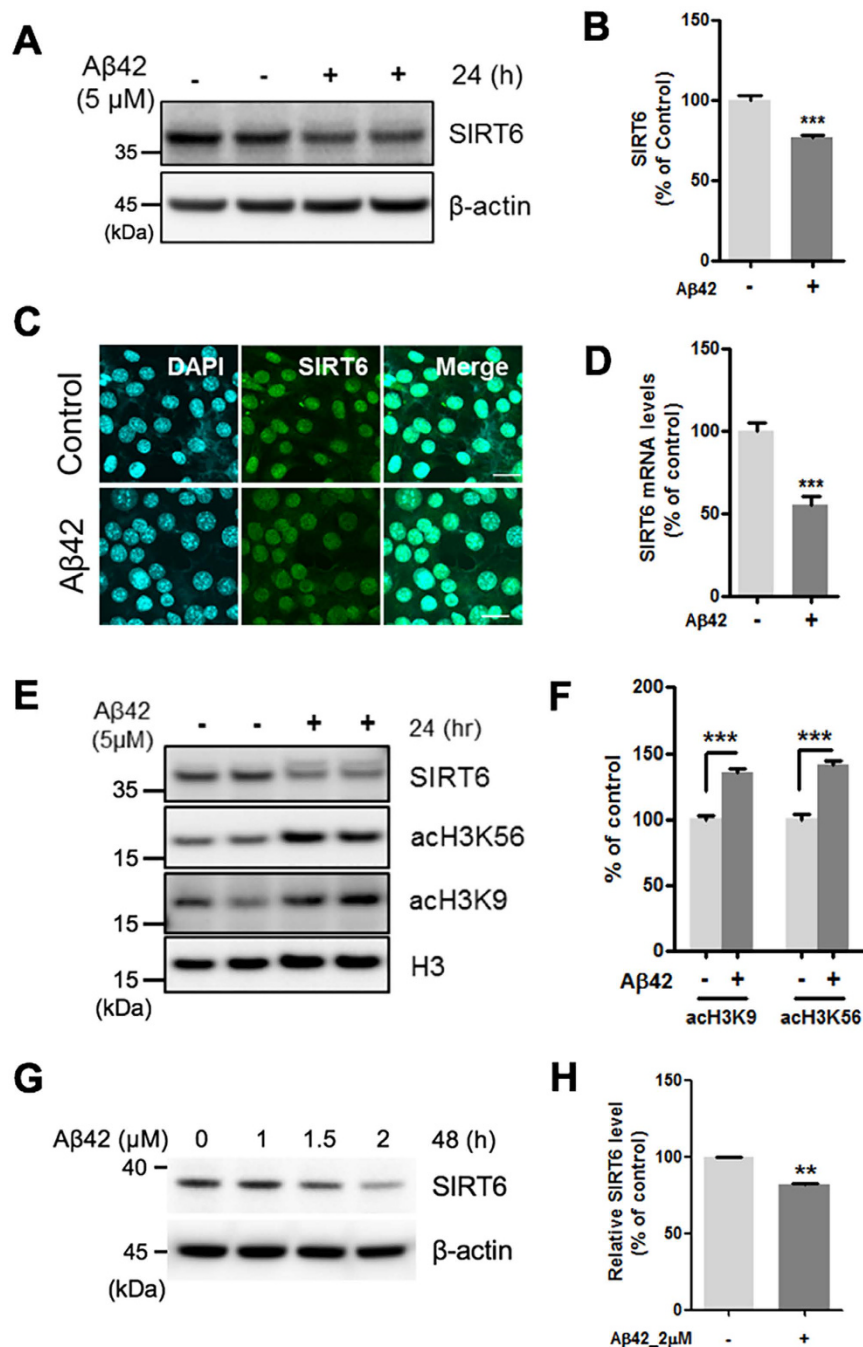 A
Aβ42
(5 μM)
- - + + 24 (h)
SIRT6
35
β-actin
45
(kDa)
B
SIRT6
(% of Control)
150
100
50
0
***
Aβ42 - +
C
DAPI SIRT6 Merge
Control
Aβ42
D
SIRT6 mRNA levels
(% of control)
150
100
50
0
***
Aβ42 - +
E
Aβ42
(5μM)
- - + + 24 (hr)
SIRT6
35
acH3K56
15
acH3K9
15
H3
15
(kDa)
F
% of control
200
150
100
50
0
*** ***
Aβ42 - + - +
acH3K9 acH3K56
G
Aβ42 (μM) 0 1 1.5 2 48 (h)
40
SIRT6
45
β-actin
(kDa)
H
Relative SIRT6 level
(% of control)
150
100
50
0
**
Aβ42_2μM - +